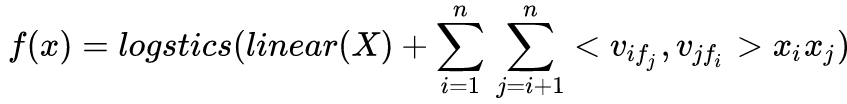 f(x) = logstics(linear(X) + \sum_{i=1}^{n} \sum_{j=i+1}^{n} < v_{if_j}, v_{jf_i} > x_i x_j)